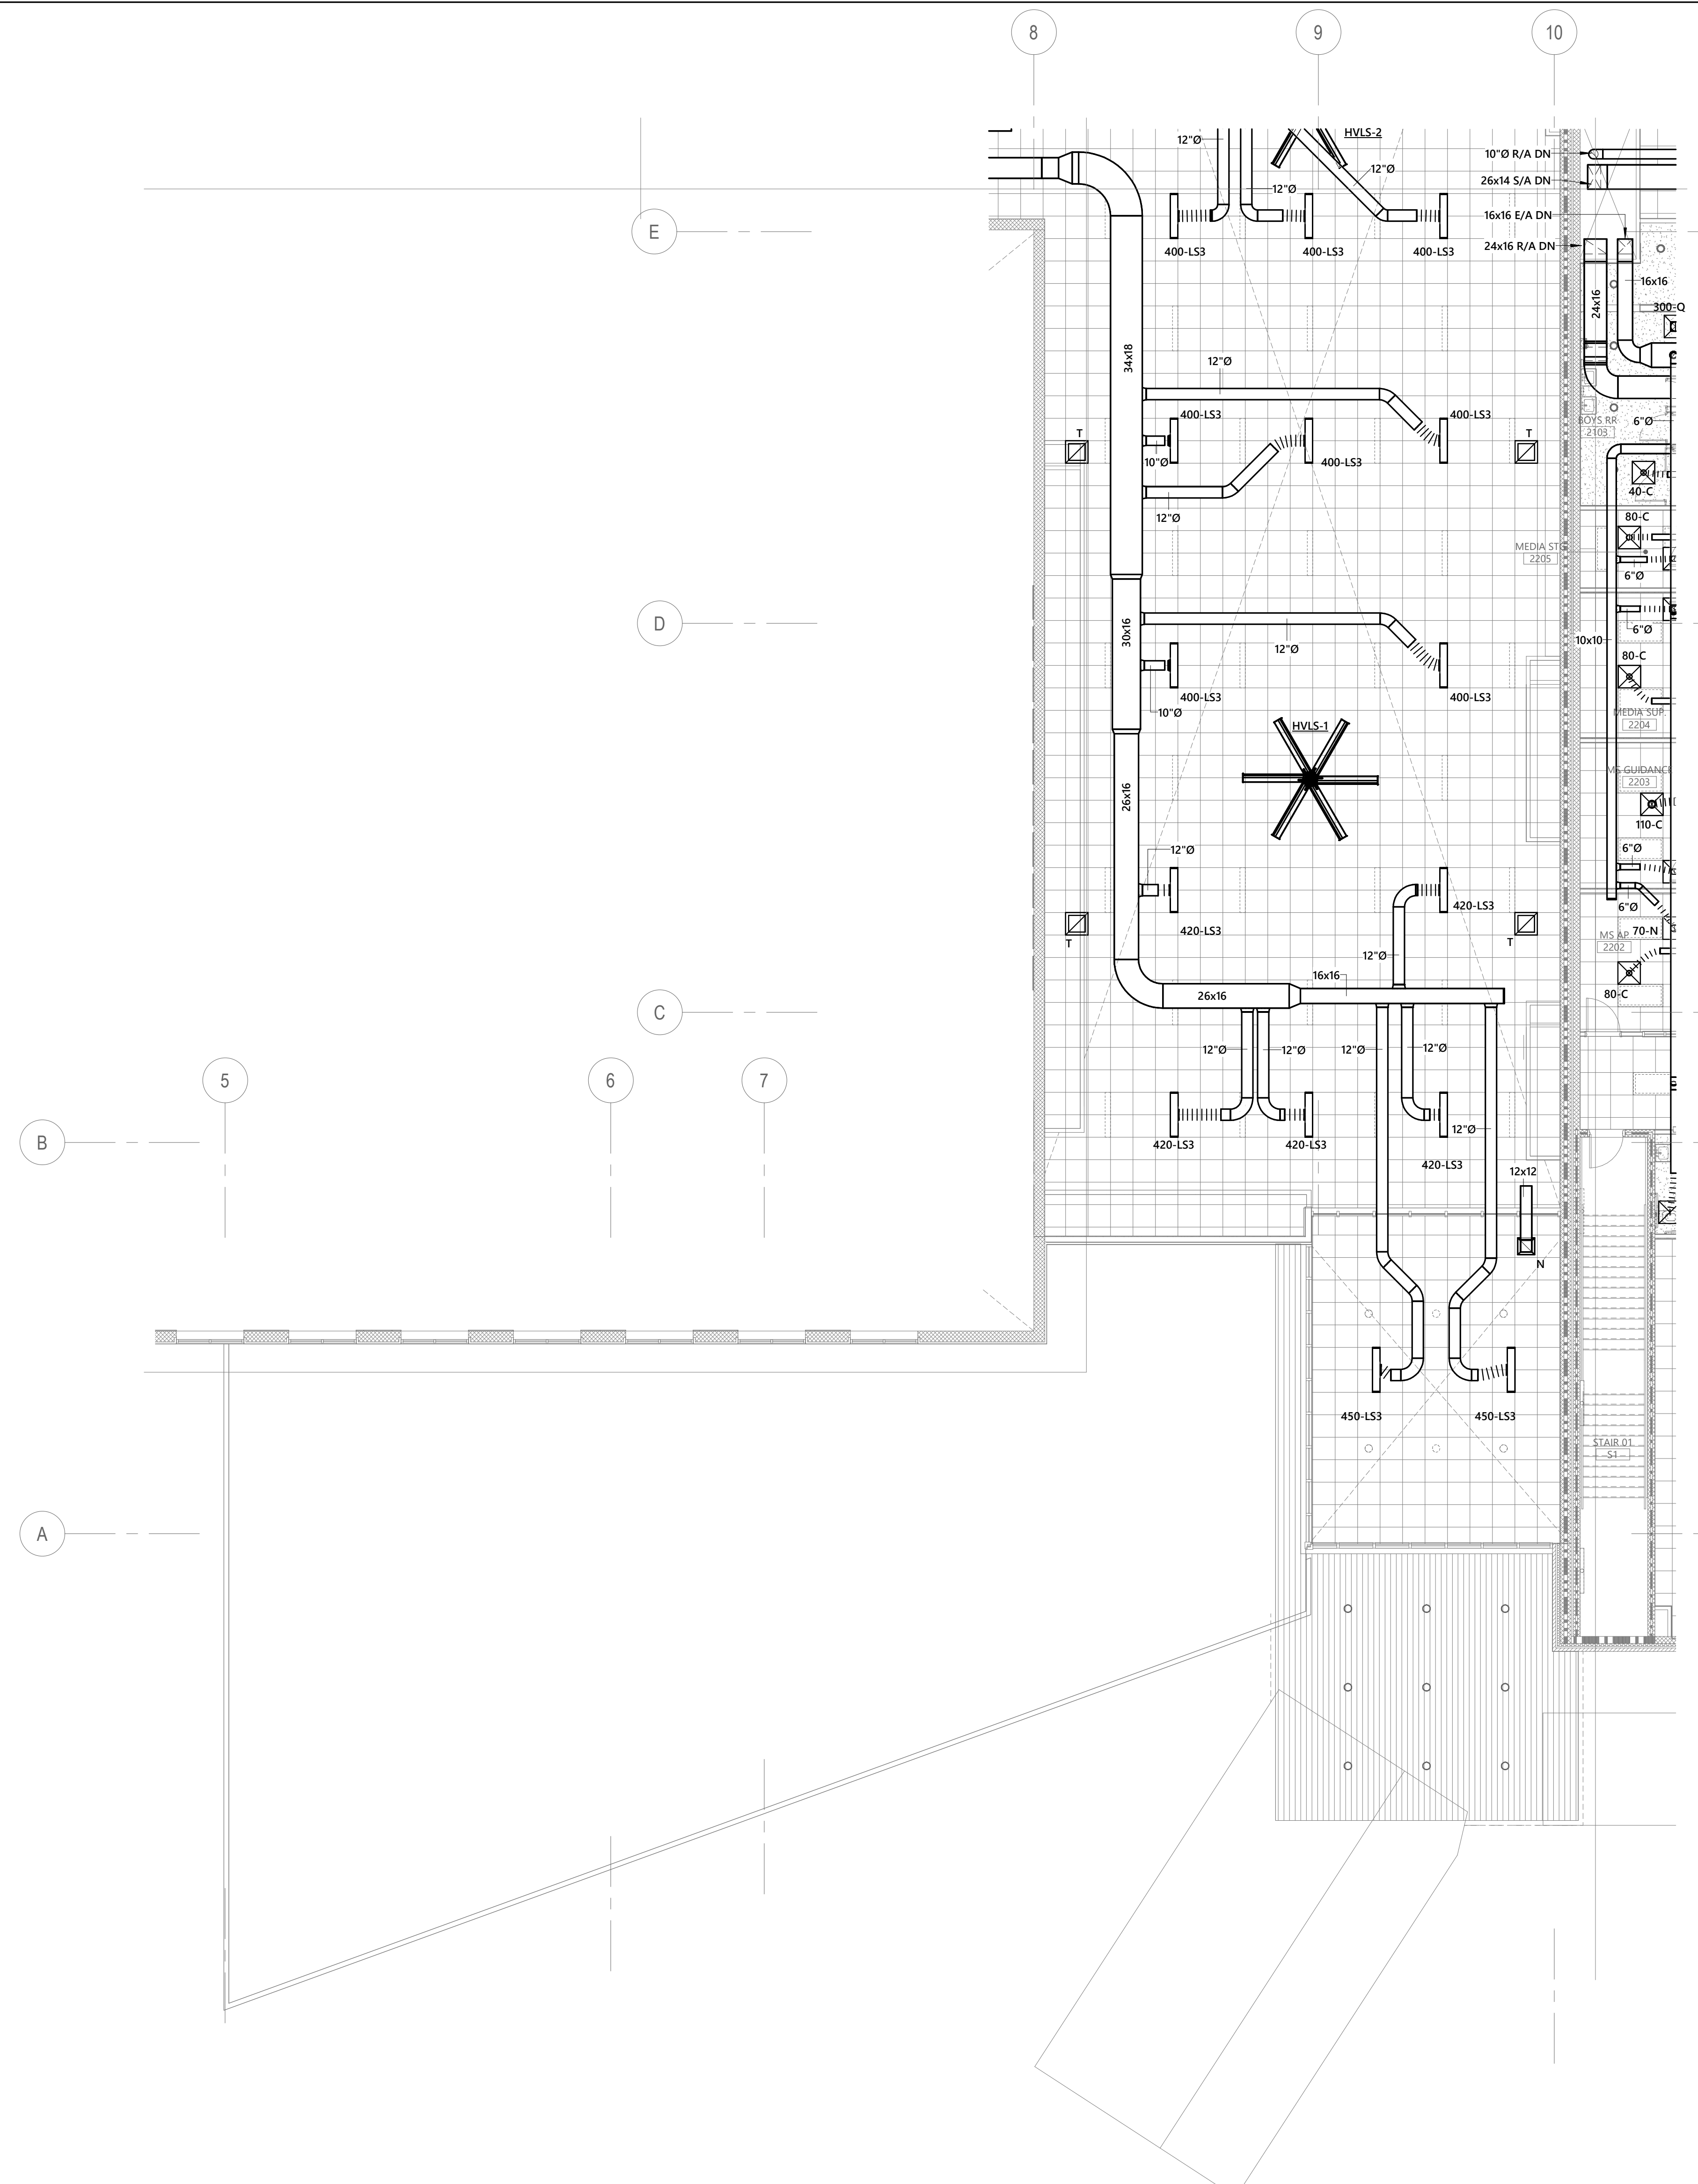 8
9
10
HVLS-2
12"Ø
10"Ø R/A DN
12"Ø
26x14 S/A DN
12"Ø
16x16 E/A DN
E
24x16 R/A DN
400-LS3
400-LS3
400-LS3
16x16
24x16
300-Q
34x18
12"Ø
400-LS3
400-LS3
BOYS RR
2103
6"Ø
T
T
10"Ø
400-LS3
40-C
12"Ø
80-C
MEDIA STG
2205
6"Ø
D
30x16
6"Ø
10x10
12"Ø
80-C
400-LS3
400-LS3
10"Ø
MEDIA SUP.
2204
HVLS-1
MS GUIDANCE
2203
26x16
110-C
12"Ø
6"Ø
420-LS3
6"Ø
420-LS3
70-N
MS AP
2202
T
T
12"Ø
16x16
80-C
26x16
C
12"Ø
12"Ø
12"Ø
12"Ø
5
6
7
12"Ø
B
420-LS3
420-LS3
420-LS3
12x12
N
450-LS3
450-LS3
STAIR 01
S1
A